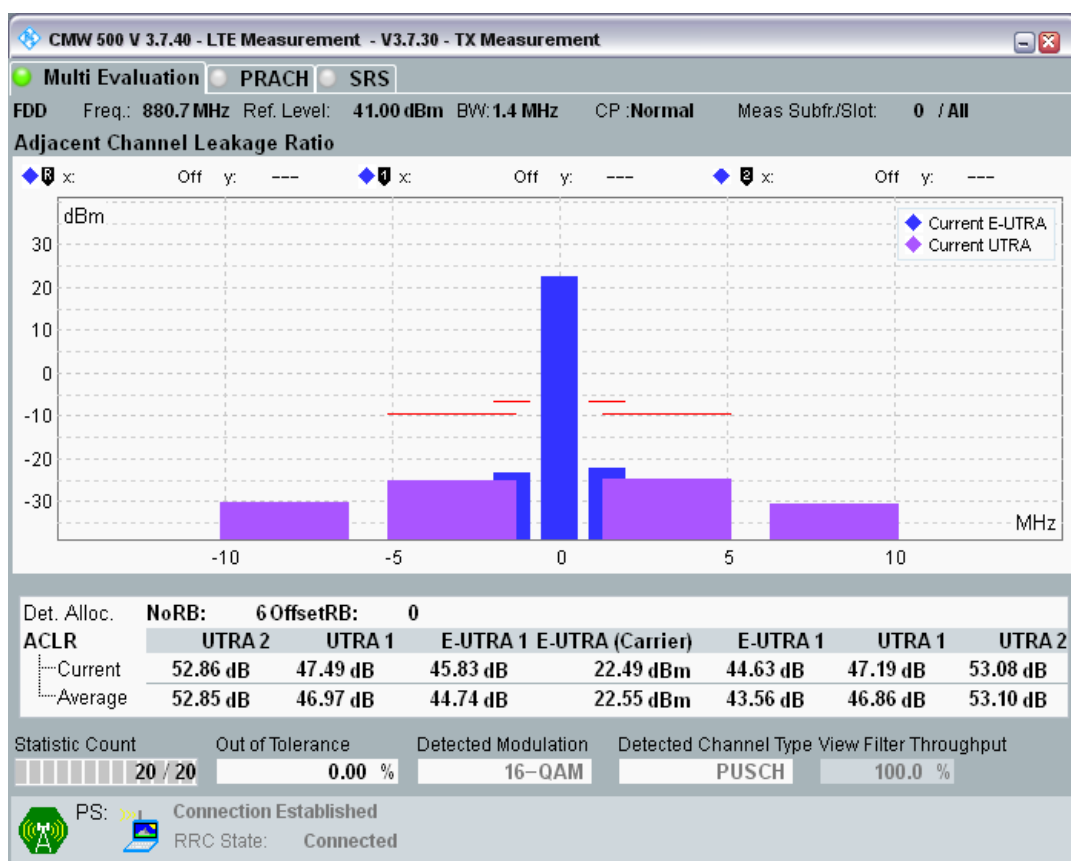 CMW 500 V 3.7.40 - LTE Measurement - V3.7.30 - TX Measurement
Multi Evaluation PRACH SRS
FDD Freq.: 880.7 MHz Ref. Level: 41.00 dBm BW: 1.4 MHz CP :Normal Meas Subfr./Slot: 0 / All
Adjacent Channel Leakage Ratio
R x: Off y: --- 1 x: Off y: --- 2 x: Off y: ---
dBm
Current E-UTRA
Current UTRA
30
20
10
0
-10
-20
-30
MHz
-10 -5 0 5 10
Det. Alloc. NoRB: 6 OffsetRB: 0
ACLR UTRA 2 UTRA 1 E-UTRA 1 E-UTRA (Carrier) E-UTRA 1 UTRA 1 UTRA 2
Current 52.86 dB 47.49 dB 45.83 dB 22.49 dBm 44.63 dB 47.19 dB 53.08 dB
Average 52.85 dB 46.97 dB 44.74 dB 22.55 dBm 43.56 dB 46.86 dB 53.10 dB
Statistic Count Out of Tolerance Detected Modulation Detected Channel Type View Filter Throughput
20 / 20 0.00 % 16-QAM PUSCH 100.0 %
PS: Connection Established
RRC State: Connected